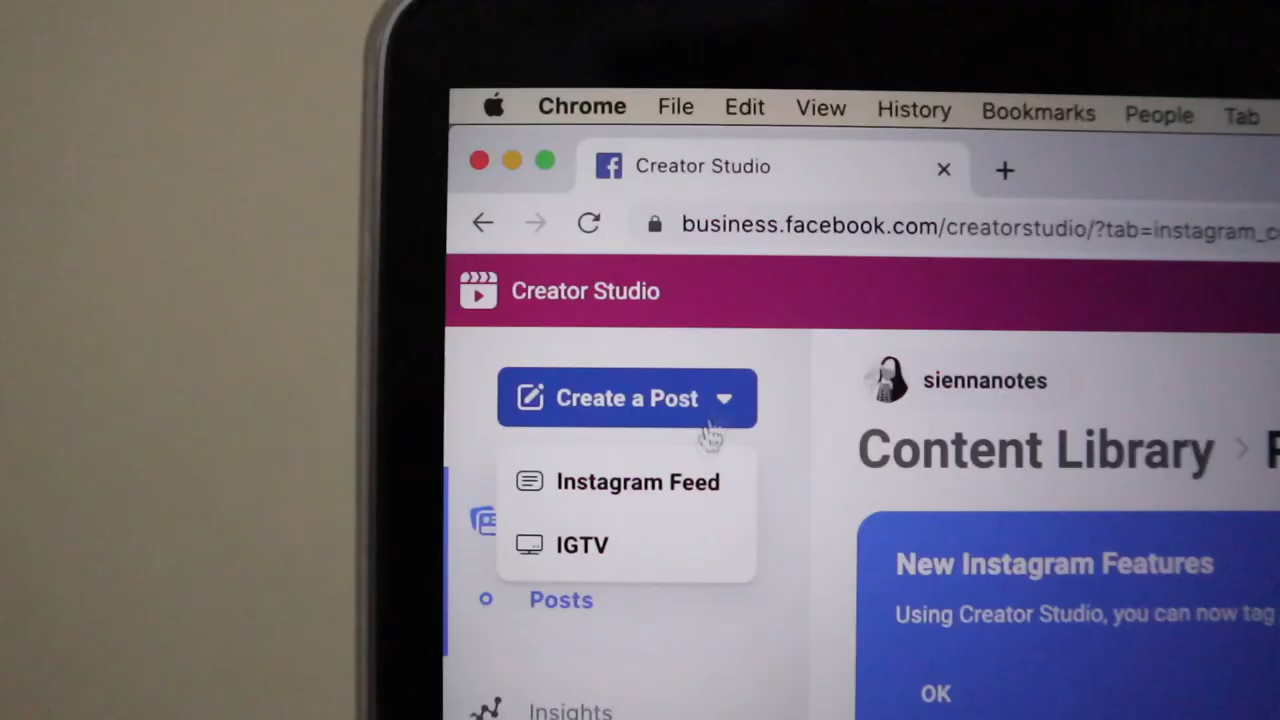 Chrome File Edit View History Bookmarks People Tab
Creator Studio
business.facebook.com/creatorstudio/?tab=instagram_c
Creator Studio
Create a Post
siennanotes
Content Library
Instagram Feed
IGTV
New Instagram Features
Posts
Using Creator Studio, you can now tag
OK
Insights